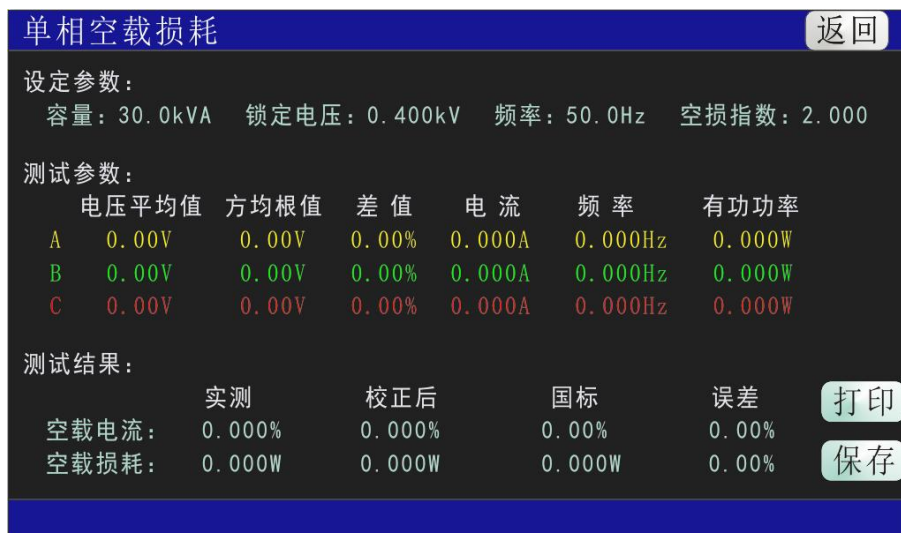 单相空载损耗 返回
设定参数：
容量：30.0kVA 锁定电压：0.400kV 频率：50.0Hz 空损指数：2.000
测试参数：
电压平均值 方均根值 差值 电流 频率 有功功率
A 0.00V 0.00V 0.00% 0.000A 0.000Hz 0.000W
B 0.00V 0.00V 0.00% 0.000A 0.000Hz 0.000W
C 0.00V 0.00V 0.00% 0.000A 0.000Hz 0.000W
测试结果：
实测 校正后 国标 误差 打印
空载电流： 0.000% 0.000% 0.00% 0.00%
空载损耗： 0.000W 0.000W 0.000W 0.00% 保存